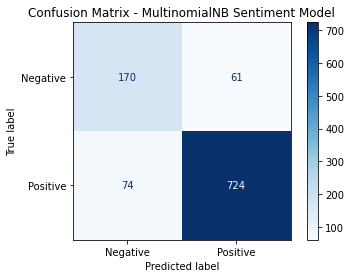 Confusion Matrix - MultinomialNB Sentiment Model
Negative
170
61
Positive
74
724
Negative
Positive
Predicted label
True label
700
600
500
400
300
200
100